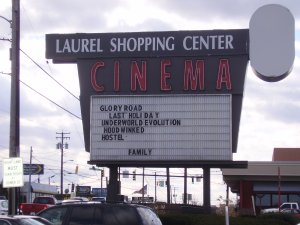 LAUREL SHOPPING CENTER
CINEMA
GLORY ROAD
LAST HOLIDAY
UNDERWORLD EVOLUTION
HOODWINKED
HOSTEL
FAMILY